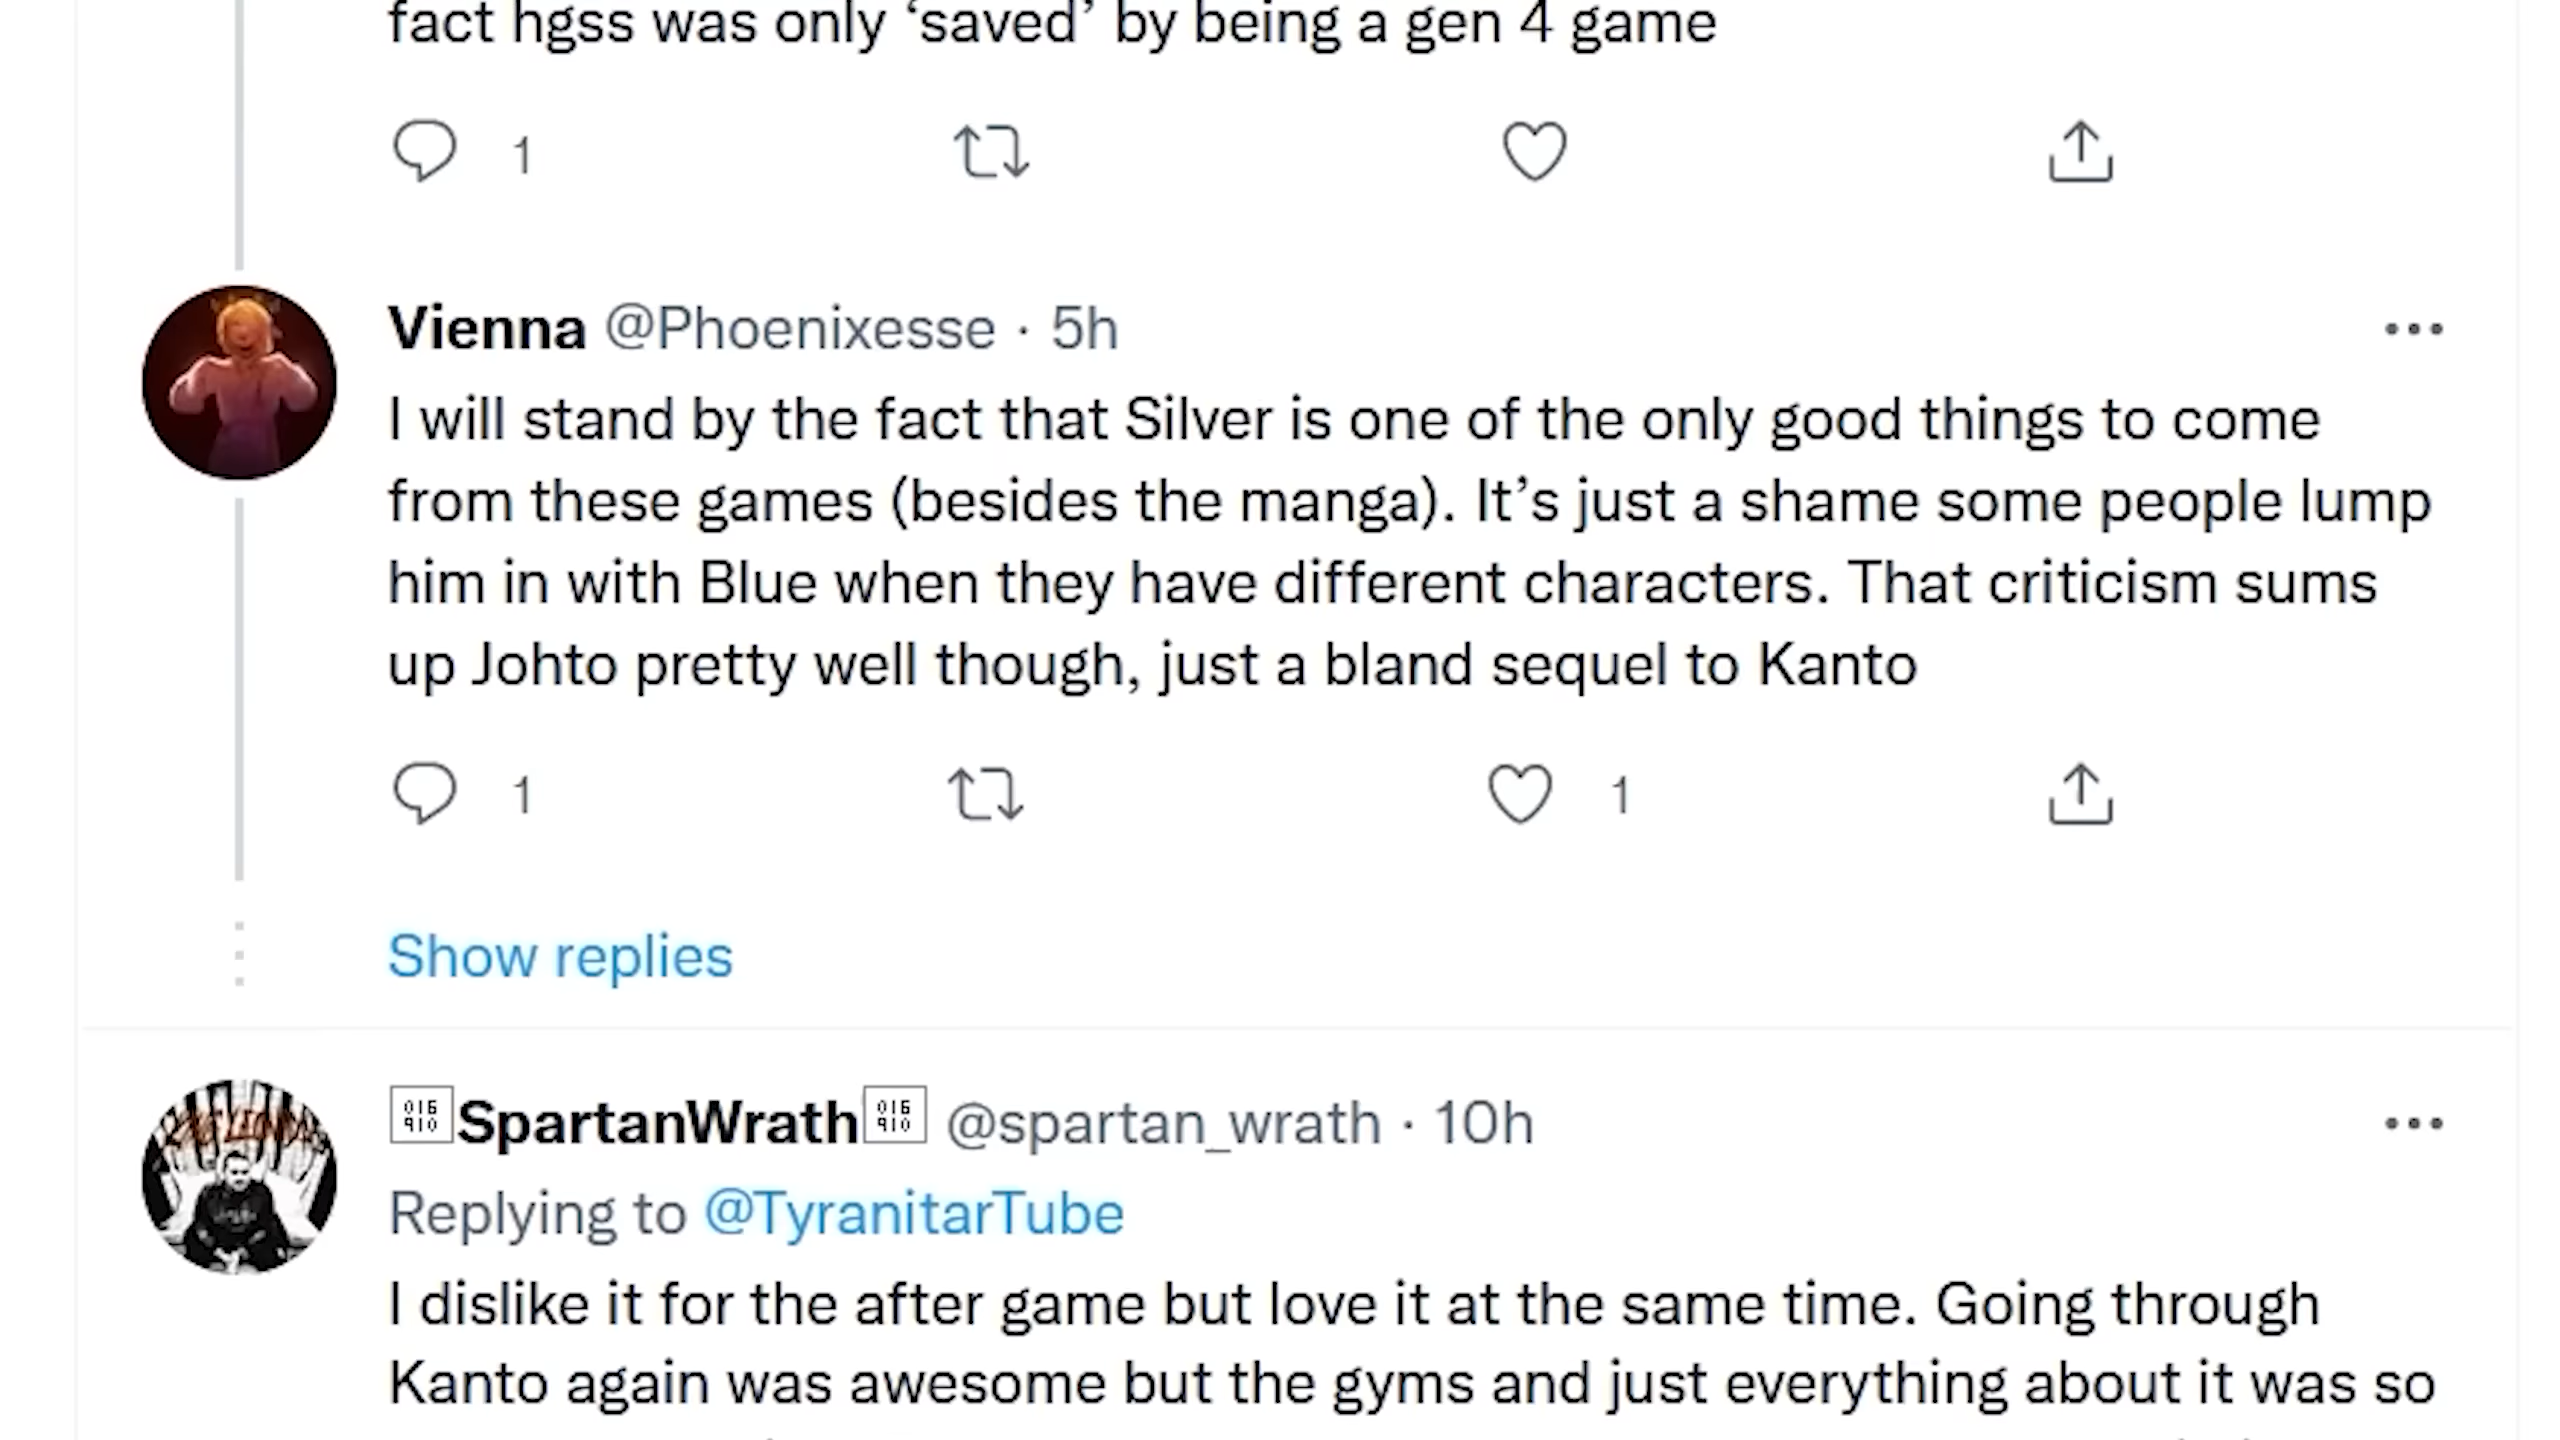 fact hgss was only ‘saved’ by being a gen 4 game
1
Vienna @Phoenixesse · 5h
I will stand by the fact that Silver is one of the only good things to come
from these games (besides the manga). It’s just a shame some people lump
him in with Blue when they have different characters. That criticism sums
up Johto pretty well though, just a bland sequel to Kanto
1 1
Show replies
SpartanWrath @spartan_wrath · 10h
Replying to @TyranitarTube
I dislike it for the after game but love it at the same time. Going through
Kanto again was awesome but the gyms and just everything about it was so